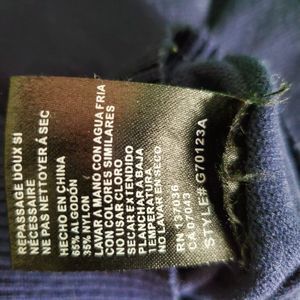 REPASSAGE DOUX SI
NÉCESSAIRE
NE PAS NETTOYER À SEC
HECHO EN CHINA
65% ALGODÓN
35% NYLON
LAVAR A MANO CON AGUA FRIA
CON COLORES SIMILARES
NO USAR CLORO
SECAR EXTENDIDO
PLANCHAR A BAJA
TEMPERATURA
NO LAVAR EN SECO.
RN 137036
CA 07043
STYLE# G70123A